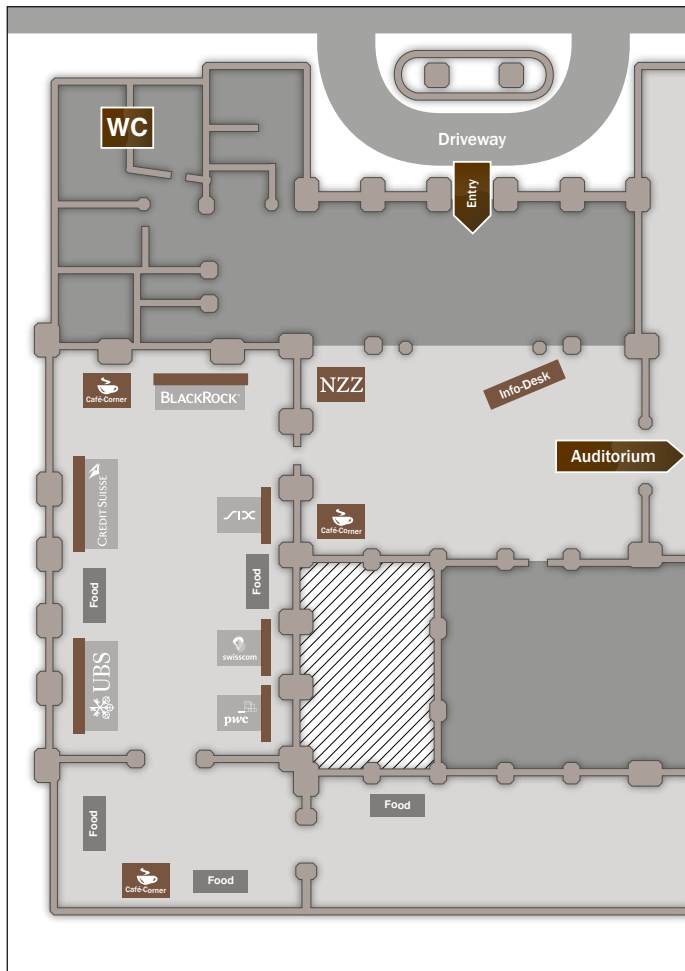 WC
Driveway
Entry
Café-Corner
BLACKROCK
NZZ
Info-Desk
Auditorium
CREDIT SUISSE
SIX
Café-Corner
Food
Food
swisscom
UBS
pwc
Food
Food
Café-Corner
Food